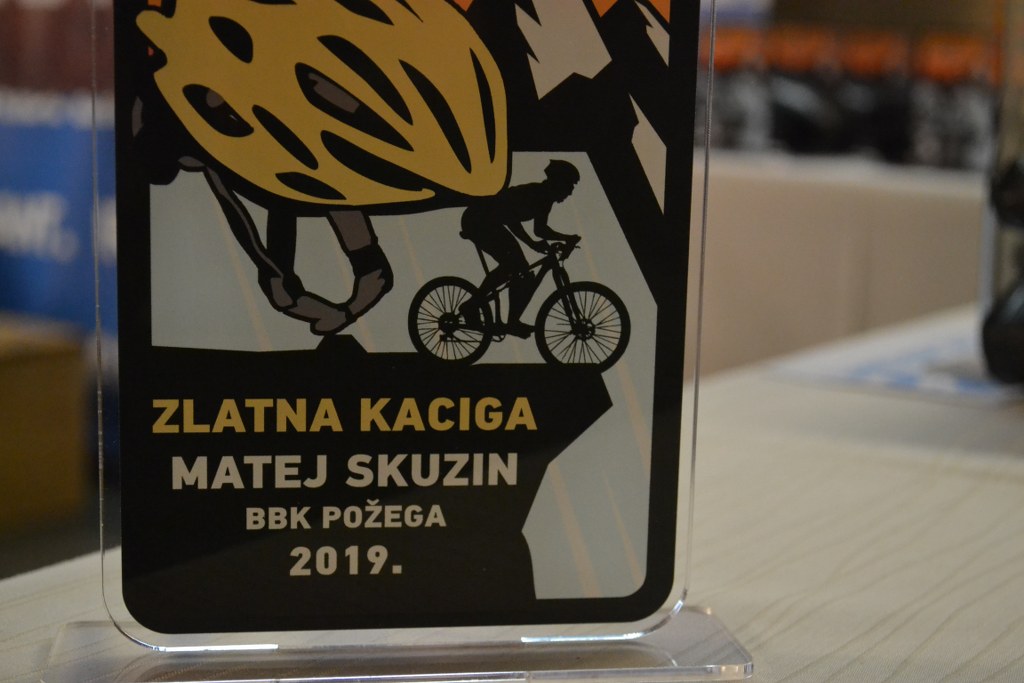 ZLATNA KACIGA
MATEJ SKUZIN
BBK POŽEGA
2019.